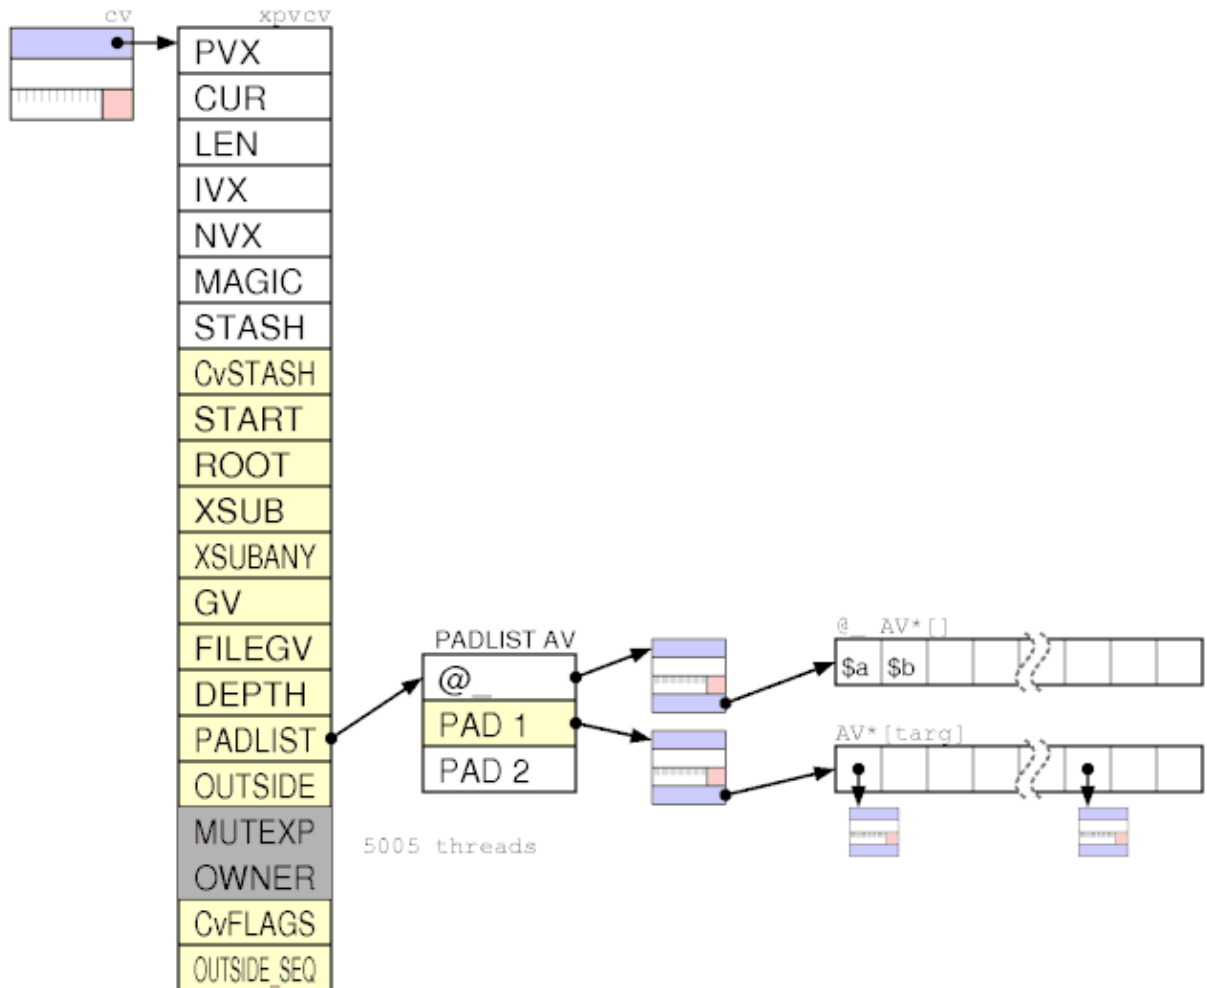 cv
xpvcv
PVX
CUR
LEN
IVX
NVX
MAGIC
STASH
CvSTASH
START
ROOT
XSUB
XSUBANY
GV
FILEGV
DEPTH
PADLIST
OUTSIDE
MUTEXP
OWNER
CvFLAGS
OUTSIDE_SEQ
5005 threads
PADLIST AV
@_
PAD 1
PAD 2
@_ AV*[]
$a $b
AV*[targ]